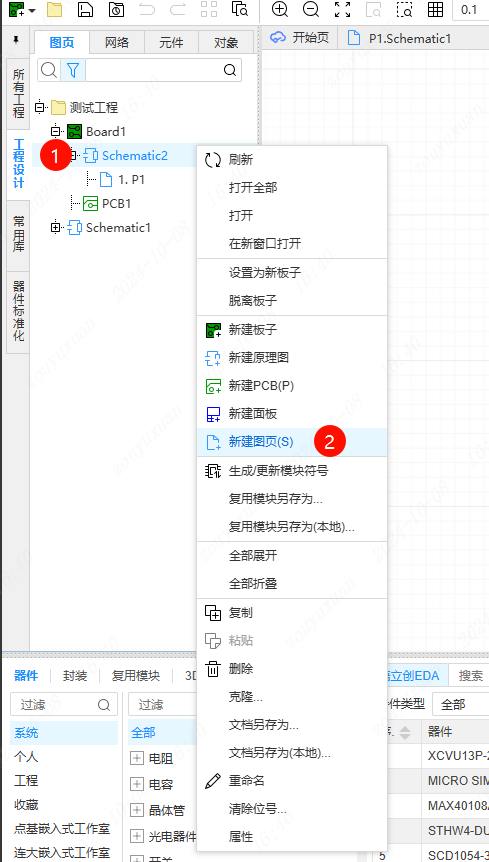 0.1
图页 网络 元件 对象
开始页 P1.Schematic1
所有工程
工程设计
常用库
器件标准化
测试工程
Board1
1
Schematic2
1. P1
PCB1
Schematic1
刷新
打开全部
打开
在新窗口打开
设置为新板子
脱离板子
新建板子
新建原理图
新建PCB(P)
新建面板
新建图页(S) 2
生成/更新模块符号
复用模块另存为...
复用模块另存为(本地)...
全部展开
全部折叠
复制
粘贴
删除
克隆...
文档另存为...
文档另存为(本地)...
重命名
清除位号...
属性
器件 封装 复用模块 3D
立创EDA 搜索
过滤 过滤
件类型 全部
系统 全部
器件
个人 电阻
XCVU13P-2
工程 电容
MICRO SIM
收藏 晶体管
MAX40108A
点基嵌入式工作室 光电器件
STHW4-DU
连大嵌入式工作室 开关
5 SCD1054-3